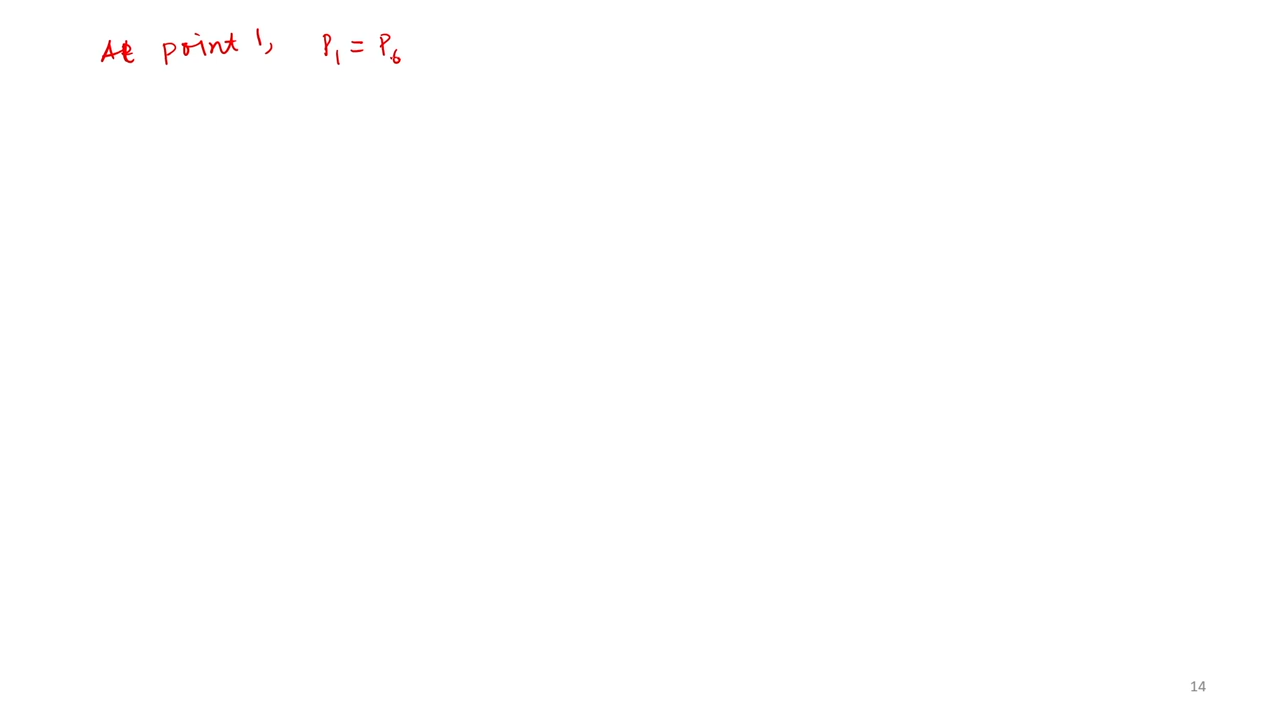 At point 1, P₁ = P₆
14